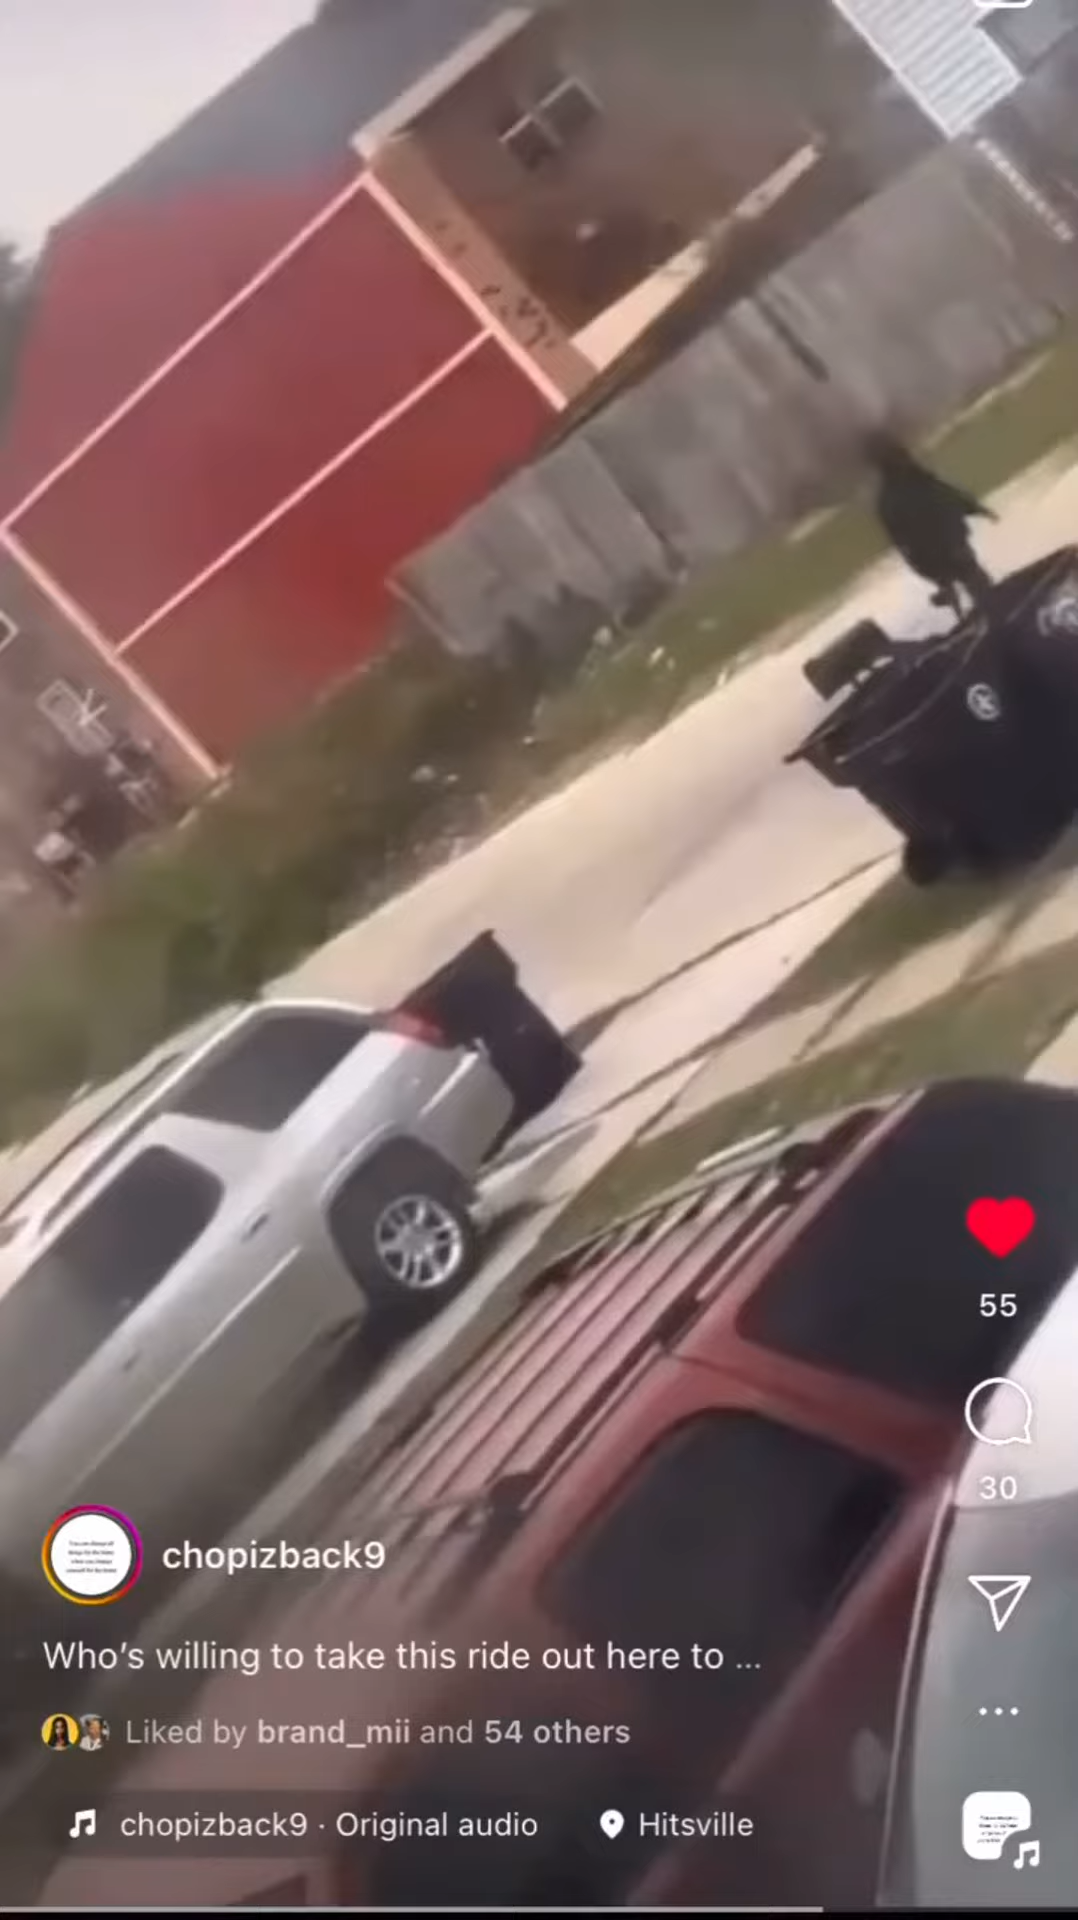 55
30
chopizback9
Who's willing to take this ride out here to ...
Liked by brand_mii and 54 others
chopizback9 · Original audio
Hitsville